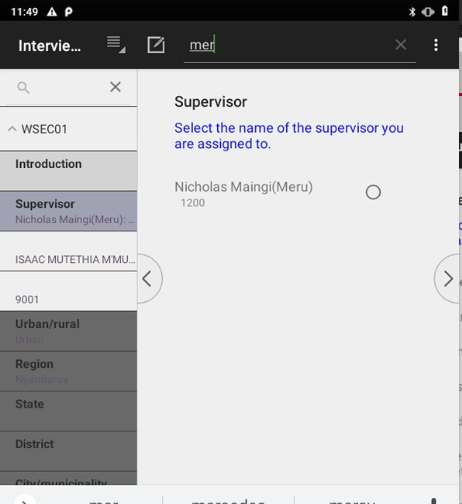 11:49
Intervie...
mer
WSEC01
Introduction
Supervisor
Nicholas Maingi(Meru): ...
ISAAC MUTETHIA M'MU...
9001
Urban/rural
Urban
Region
Nyandarua
State
District
City/municipality
Supervisor
Select the name of the supervisor you
are assigned to.
Nicholas Maingi(Meru)
1200
mer
mercedes